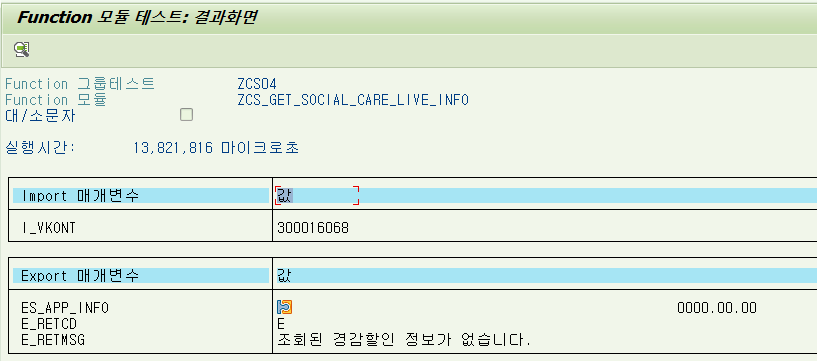 Function 모듈 테스트: 결과화면
Function 그룹테스트 ZCS04
Function 모듈 ZCS_GET_SOCIAL_CARE_LIVE_INFO
대/소문자
실행시간: 13,821,816 마이크로초
Import 매개변수 값
I_VKONT 300016068
Export 매개변수 값
ES_APP_INFO 0000.00.00
E_RETCD E
E_RETMSG 조회된 경감할인 정보가 없습니다.